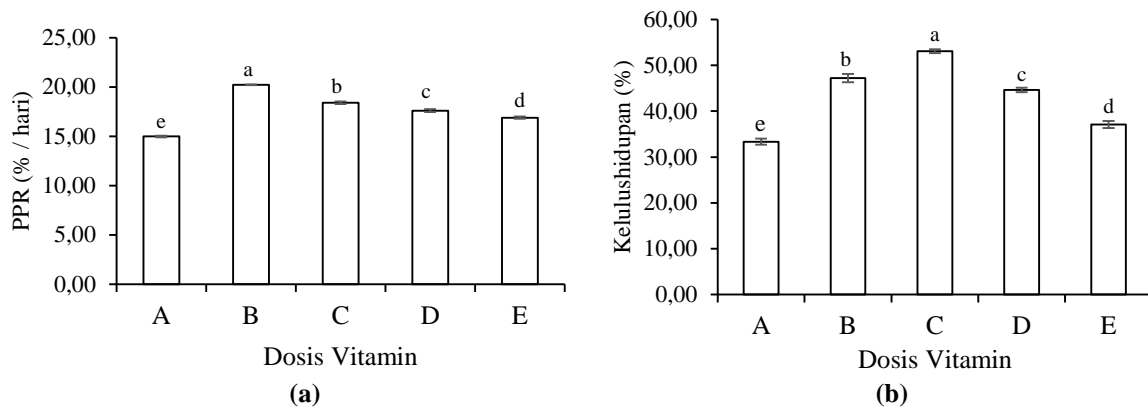 PPR (% / hari)
25,00
20,00
15,00
10,00
5,00
0,00
e
a
b
c
d
A B C D E
Dosis Vitamin
(a)
Kelulushidupan (%)
60,00
50,00
40,00
30,00
20,00
10,00
0,00
e
b
a
c
d
A B C D E
Dosis Vitamin
(b)